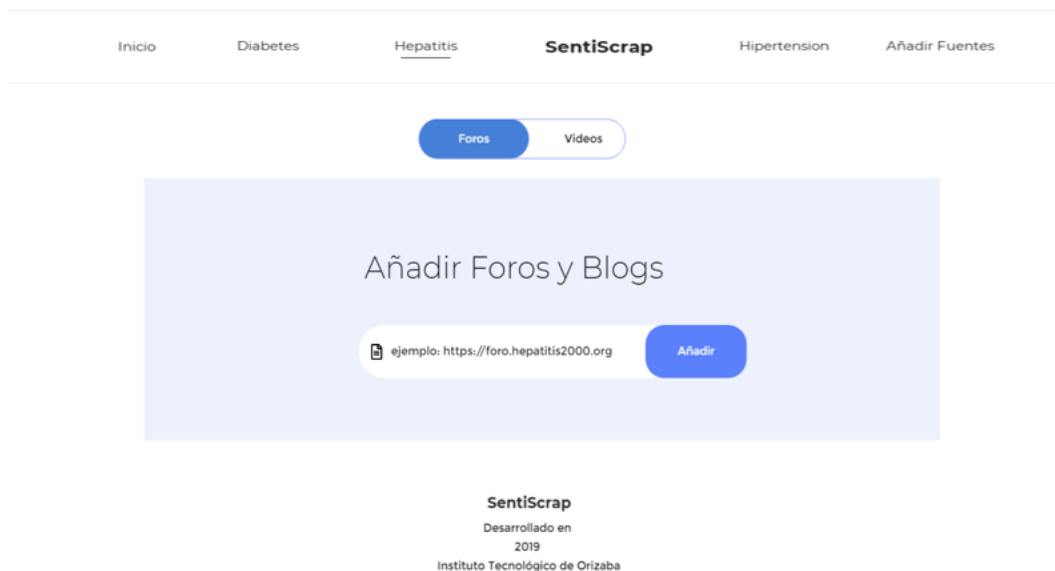 Inicio Diabetes Hepatitis SentiScrap Hipertension Añadir Fuentes
Foros Videos
Añadir Foros y Blogs
ejemplo: https://foro.hepatitis2000.org Añadir
SentiScrap
Desarrollado en
2019
Instituto Tecnológico de Orizaba